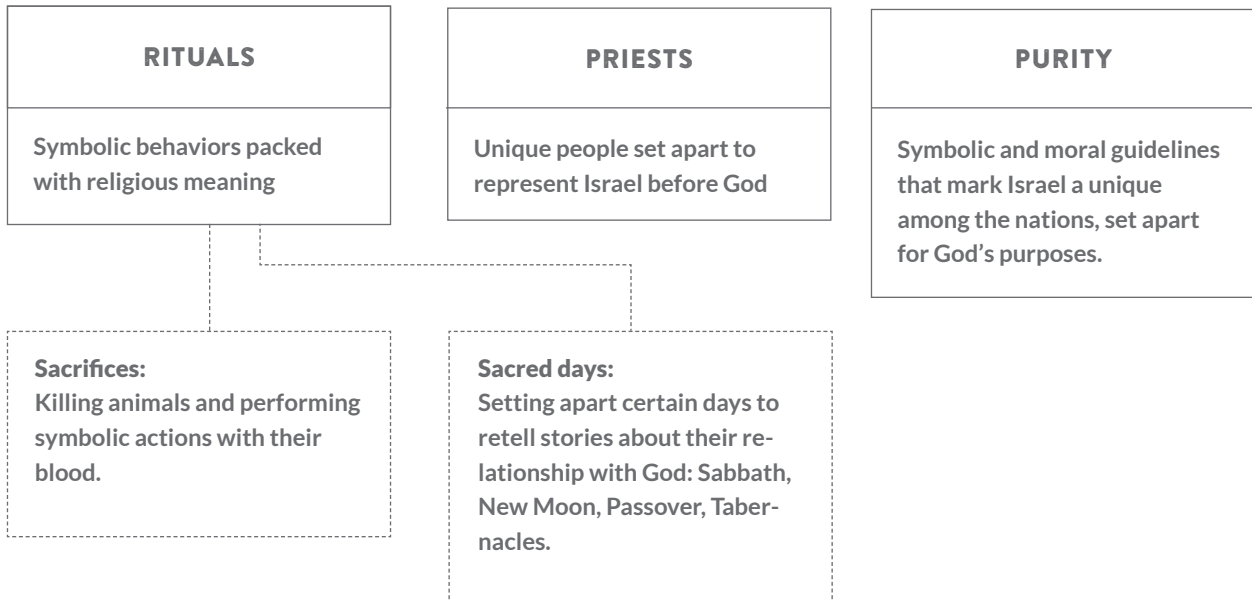 RITUALS
Symbolic behaviors packed
with religious meaning
PRIESTS
Unique people set apart to
represent Israel before God
PURITY
Symbolic and moral guidelines
that mark Israel a unique
among the nations, set apart
for God's purposes.
Sacrifices:
Killing animals and performing
symbolic actions with their
blood.
Sacred days:
Setting apart certain days to
retell stories about their re-
lationship with God: Sabbath,
New Moon, Passover, Taber-
nacles.